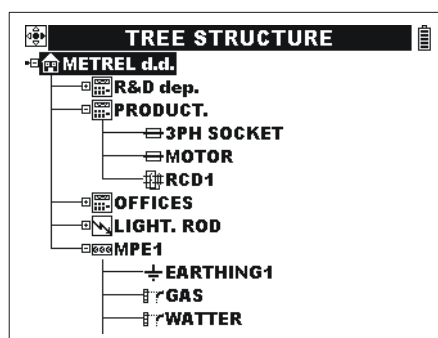 TREE STRUCTURE
METREL d.d.
R&D dep.
PRODUCT.
3PH SOCKET
MOTOR
RCD1
OFFICES
LIGHT. ROD
MPE1
EARTHING1
GAS
WATTER